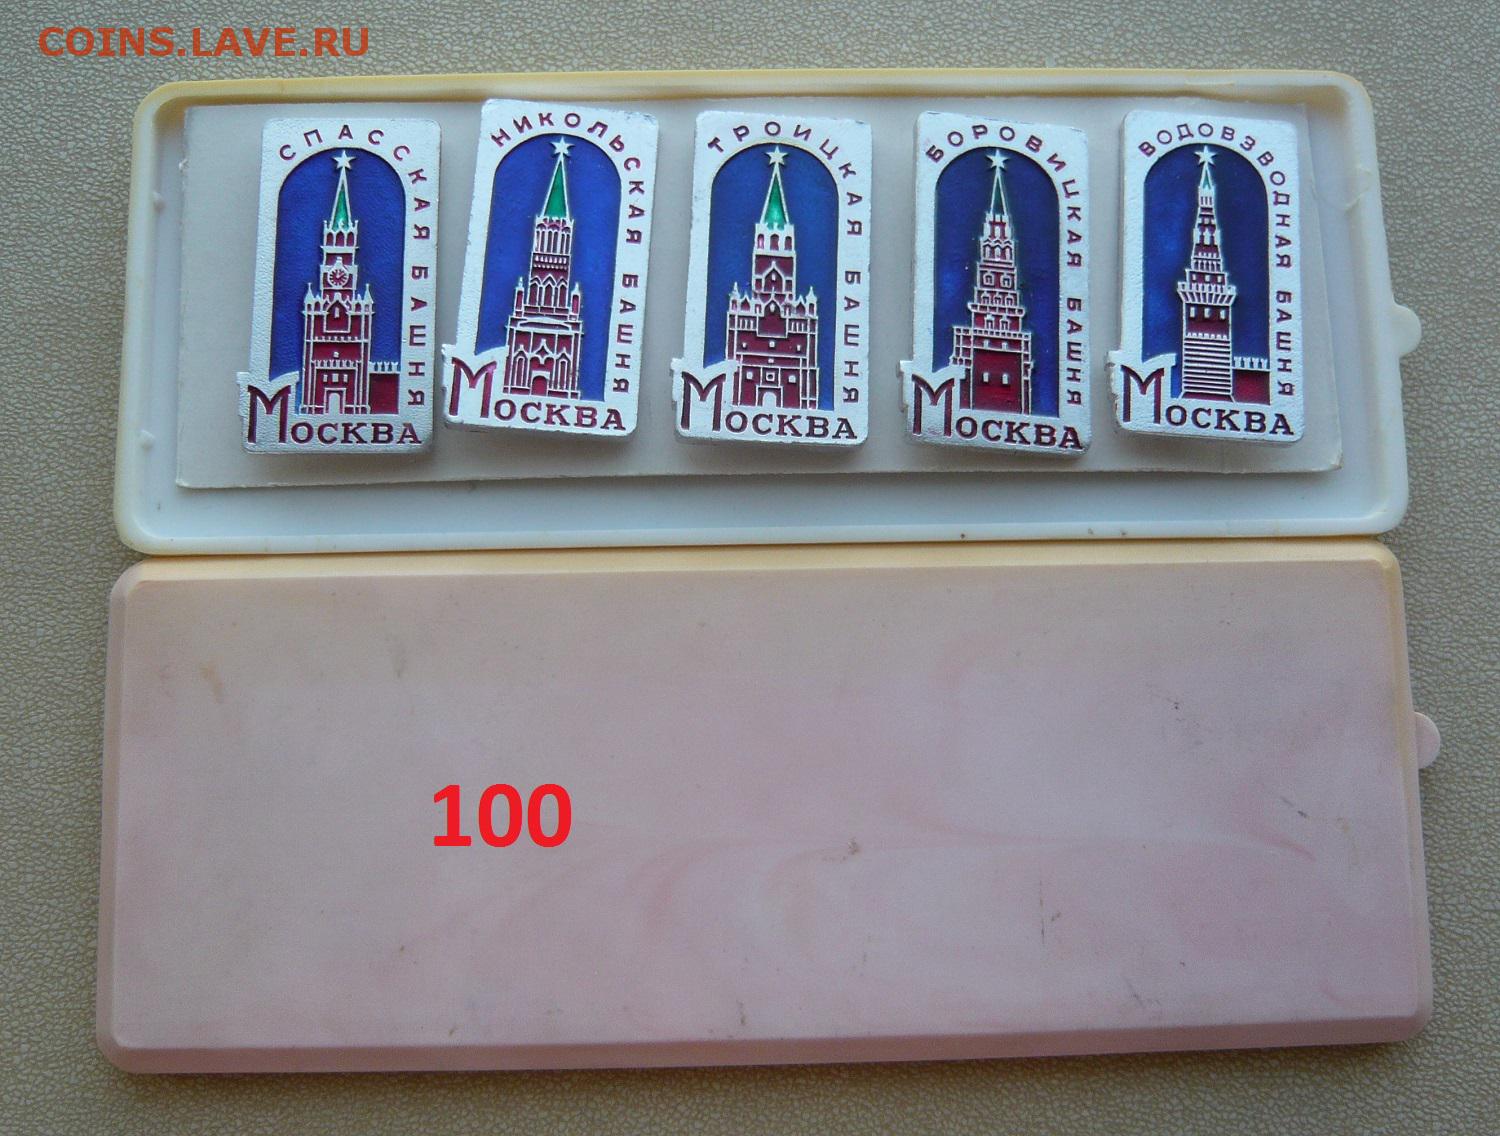 COINS.LAVE.RU
СПАССКАЯ БАШНЯ
МОСКВА
НИКОЛЬСКАЯ БАШНЯ
МОСКВА
ТРОИЦКАЯ БАШНЯ
МОСКВА
БОРОВИЦКАЯ БАШНЯ
МОСКВА
ВОДОВЗВОДНАЯ БАШНЯ
МОСКВА
100